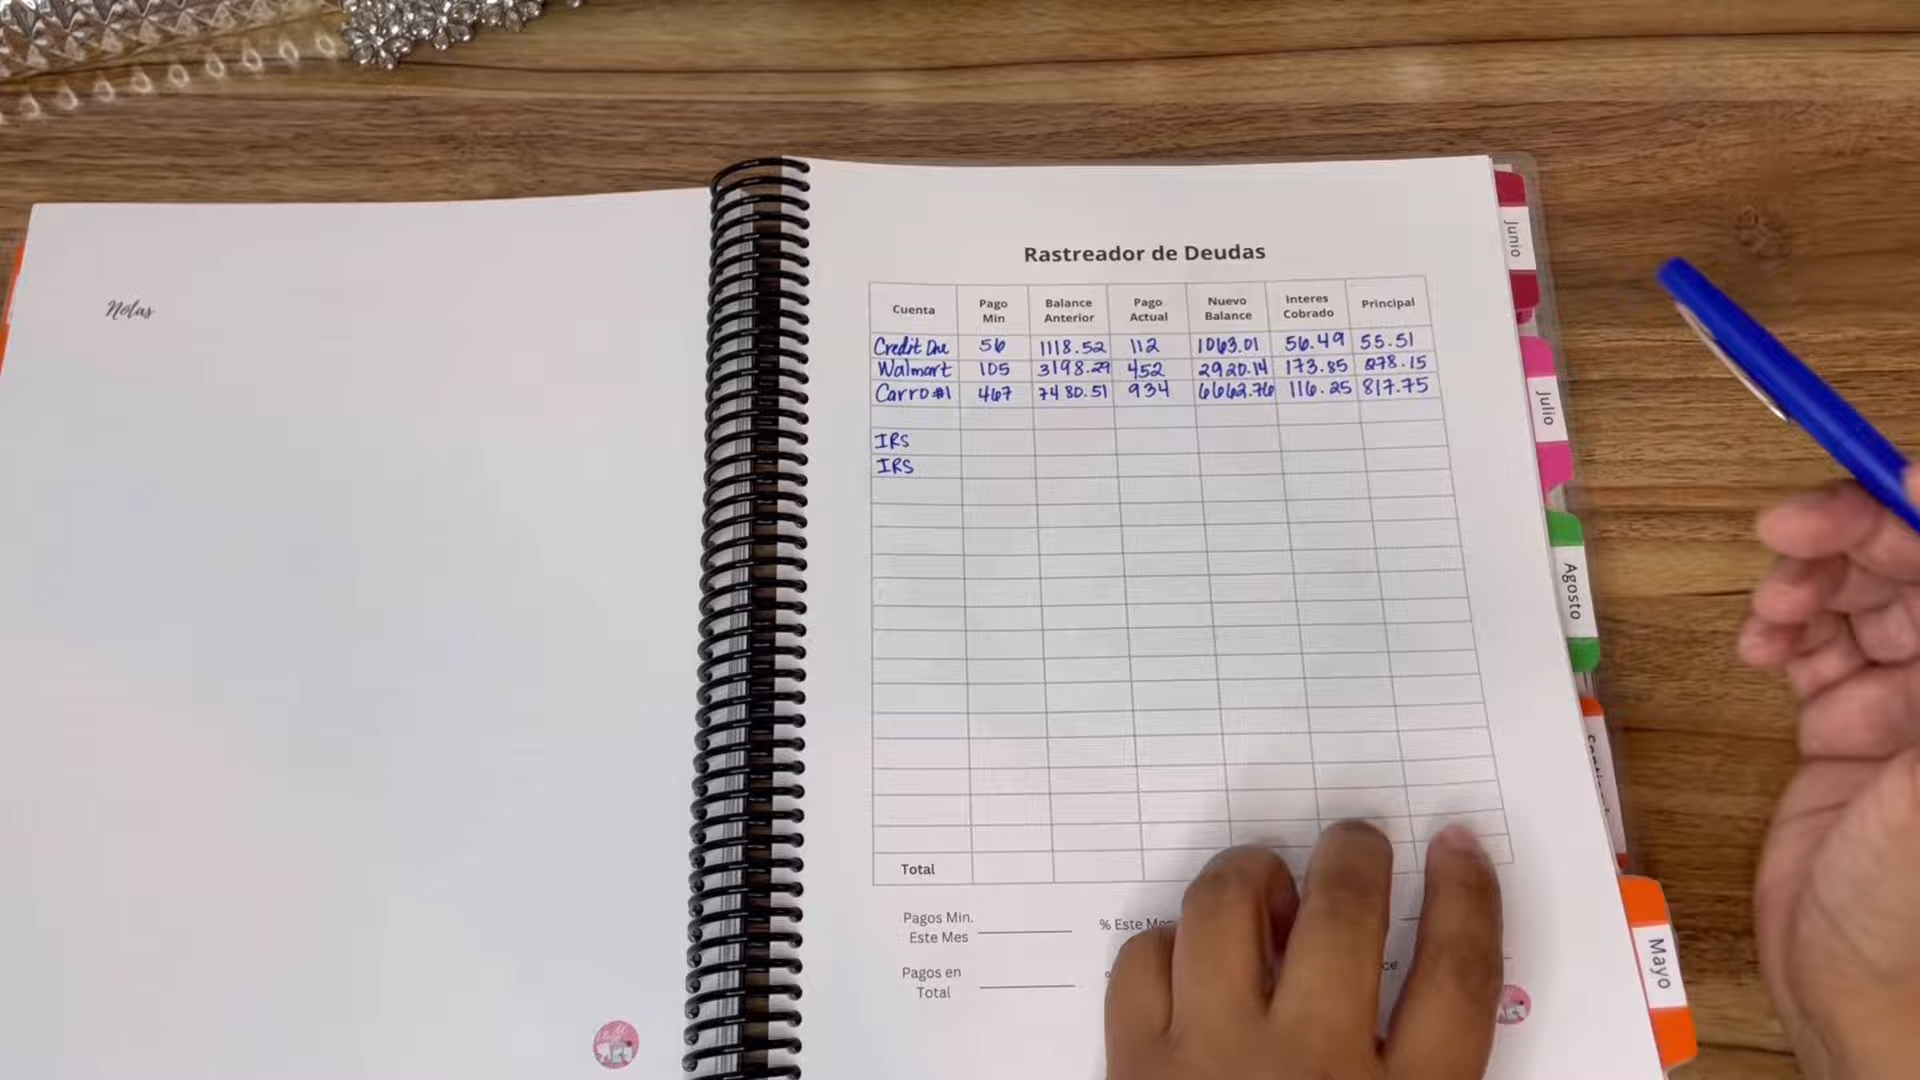 Notas
Rastreador de Deudas
Cuenta Pago Min Balance Anterior Pago Actual Nuevo Balance Interes Cobrado Principal
Credit One 56 1118.52 112 1063.01 56.49 55.51
Walmart 105 3198.29 452 2920.14 173.85 278.15
Carro #1 467 7480.51 934 6662.76 116.25 817.75
IRS
IRS
Total
Pagos Min. Este Mes
% Este Mes
Pagos en Total
Junio
Julio
Agosto
Mayo